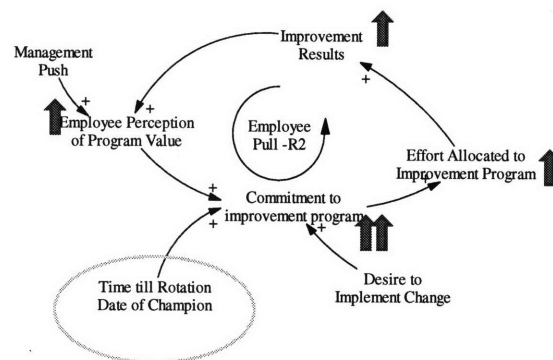 Improvement
Results
Management
Push
+
+
Employee Perception
of Program Value
Employee
Pull -R2
+
Effort Allocated to
Improvement Program
+
+
Commitment to
improvement program
+
+
Time till Rotation
Date of Champion
Desire to
Implement Change